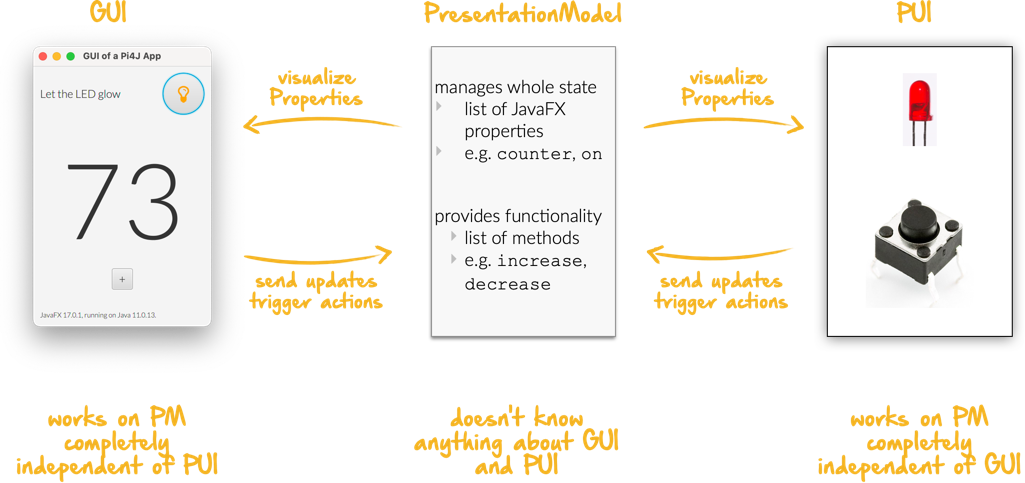 GUI
PresentationModel
PUI
GUI of a Pi4J App
Let the LED glow
73
+
JavaFX 17.0.1, running on Java 11.0.13.
visualize
Properties
send updates
trigger actions
manages whole state
list of JavaFX
properties
e.g. counter, on
provides functionality
list of methods
e.g. increase,
decrease
visualize
Properties
send updates
trigger actions
works on PM
completely
independent of PUI
doesn't know
anything about GUI
and PUI
works on PM
completely
independent of GUI